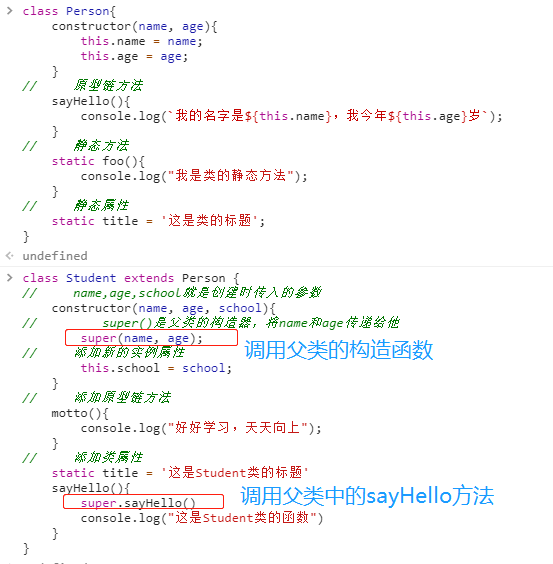 class Person{
constructor(name, age){
this.name = name;
this.age = age;
}
// 原型链方法
sayHello(){
console.log(`我的名字是${this.name}，我今年${this.age}岁`);
}
// 静态方法
static foo(){
console.log("我是类的静态方法");
}
// 静态属性
static title = '这是类的标题';
}
undefined
class Student extends Person {
// name,age,school就是创建时传入的参数
constructor(name, age, school){
// super()是父类的构造器，将name和age传递给他
super(name, age);
调用父类的构造函数
// 添加新的实例属性
this.school = school;
}
// 添加原型链方法
motto(){
console.log("好好学习，天天向上");
}
// 添加类属性
static title = '这是Student类的标题'
sayHello(){
super.sayHello()
调用父类中的sayHello方法
console.log("这是Student类的函数")
}
}